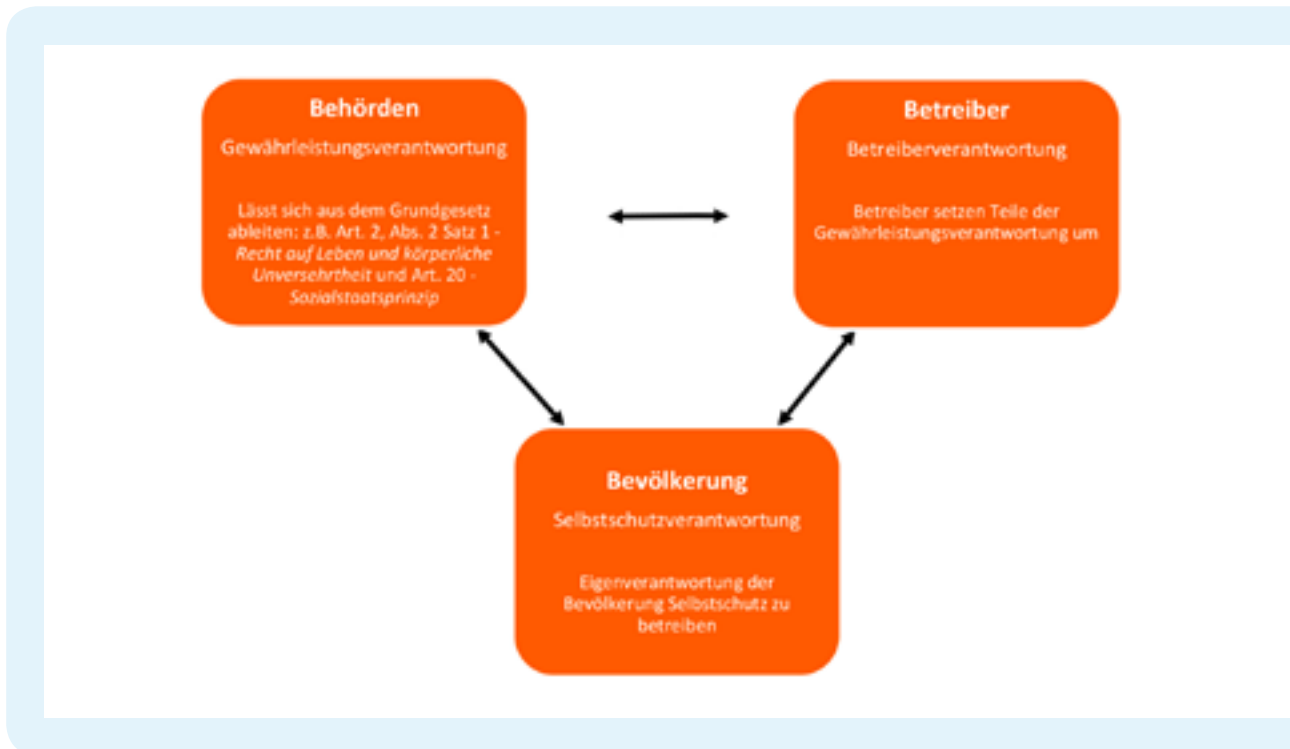 Behörden
Gewährleistungsverantwortung
Lässt sich aus dem Grundgesetz
ableiten: z.B. Art. 2, Abs. 2 Satz 1 -
Recht auf Leben und körperliche
Unversehrtheit und Art. 20 -
Sozialstaatsprinzip
Betreiber
Betreiberverantwortung
Betreiber setzen Teile der
Gewährleistungsverantwortung um
Bevölkerung
Selbstschutzverantwortung
Eigenverantwortung der
Bevölkerung Selbstschutz zu
betreiben